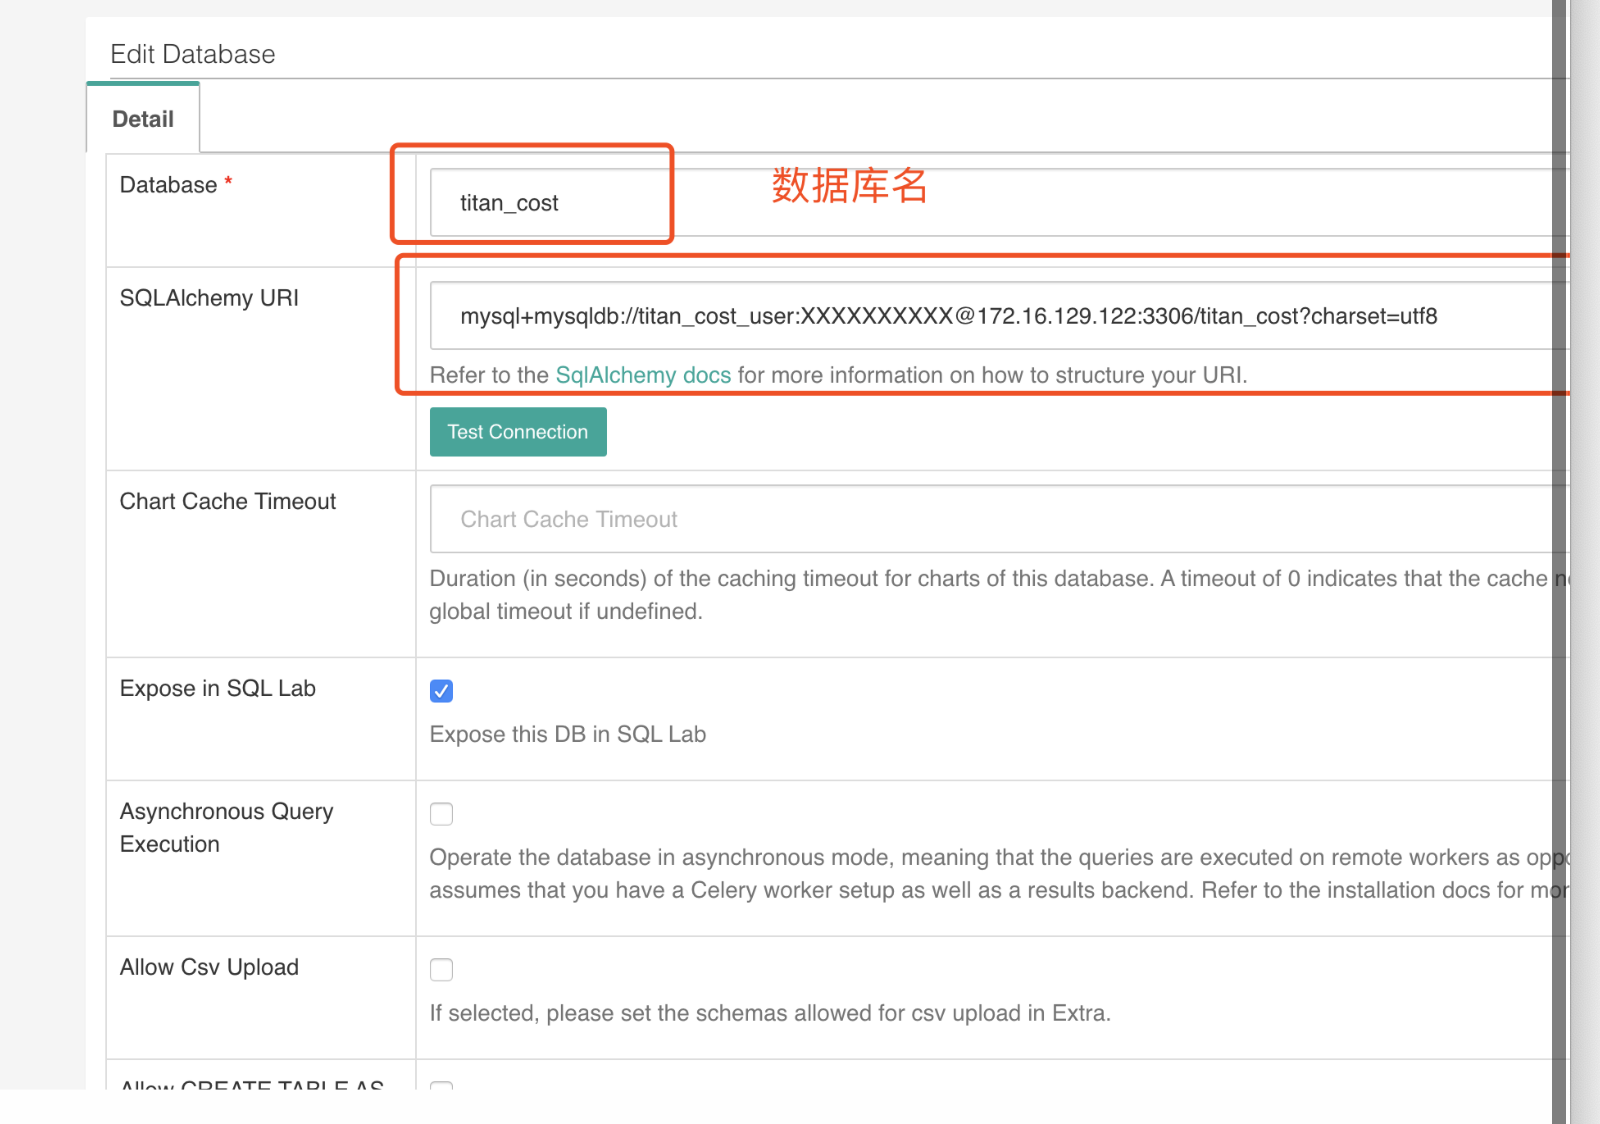 Edit Database
Detail
Database *
titan_cost
数据库名
SQLAlchemy URI
mysql+mysqldb://titan_cost_user:XXXXXXXXXX@172.16.129.122:3306/titan_cost?charset=utf8
Refer to the SqlAlchemy docs for more information on how to structure your URI.
Test Connection
Chart Cache Timeout
Chart Cache Timeout
Duration (in seconds) of the caching timeout for charts of this database. A timeout of 0 indicates that the cache
global timeout if undefined.
Expose in SQL Lab
Expose this DB in SQL Lab
Asynchronous Query
Execution
Operate the database in asynchronous mode, meaning that the queries are executed on remote workers as
assumes that you have a Celery worker setup as well as a results backend. Refer to the installation docs for
Allow Csv Upload
If selected, please set the schemas allowed for csv upload in Extra.
Allow CREATE TABLE AS